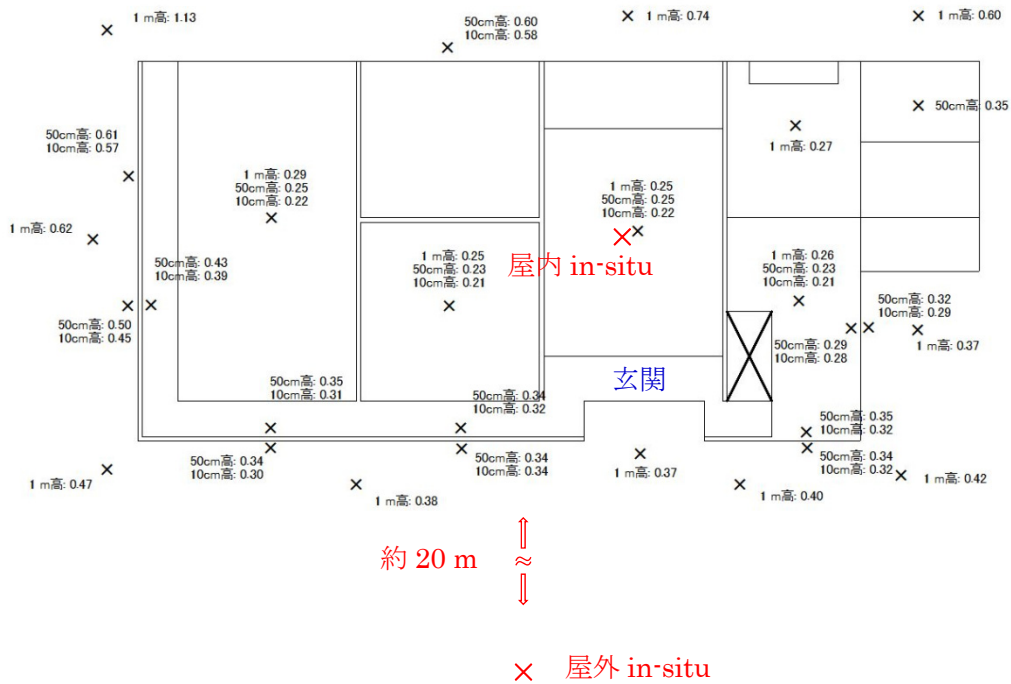 1 m高: 1.13
50cm高: 0.60
10cm高: 0.58
1 m高: 0.74
1 m高: 0.60
50cm高: 0.35
50cm高: 0.61
10cm高: 0.57
1 m高: 0.27
1 m高: 0.29
50cm高: 0.25
10cm高: 0.22
1 m高: 0.25
50cm高: 0.25
10cm高: 0.22
1 m高: 0.62
屋内 in-situ
50cm高: 0.43
10cm高: 0.39
1 m高: 0.25
50cm高: 0.23
10cm高: 0.21
1 m高: 0.26
50cm高: 0.23
10cm高: 0.21
50cm高: 0.32
10cm高: 0.29
50cm高: 0.50
10cm高: 0.45
50cm高: 0.29
10cm高: 0.28
1 m高: 0.37
玄関
50cm高: 0.35
10cm高: 0.31
50cm高: 0.34
10cm高: 0.32
50cm高: 0.35
10cm高: 0.32
50cm高: 0.34
10cm高: 0.30
50cm高: 0.34
10cm高: 0.34
1 m高: 0.37
50cm高: 0.34
10cm高: 0.32
1 m高: 0.47
1 m高: 0.38
1 m高: 0.40
1 m高: 0.42
約 20 m
≈
屋外 in-situ